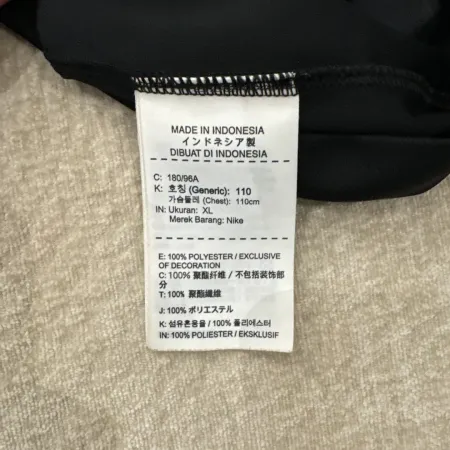 MADE IN INDONESIA
インドネシア製
DIBUAT DI INDONESIA
C: 180/96A
K: 호칭 (Generic): 110
가슴둘레 (Chest): 110cm
IN: Ukuran: XL
Merek Barang: Nike
E: 100% POLYESTER / EXCLUSIVE
OF DECORATION
C: 100% 聚酯纤维 / 不包括装饰部
分
T: 100% 聚酯纖維
J: 100% ポリエステル
K: 섬유혼용율 / 100% 폴리에스터
IN: 100% POLIESTER / EKSKLUSIF